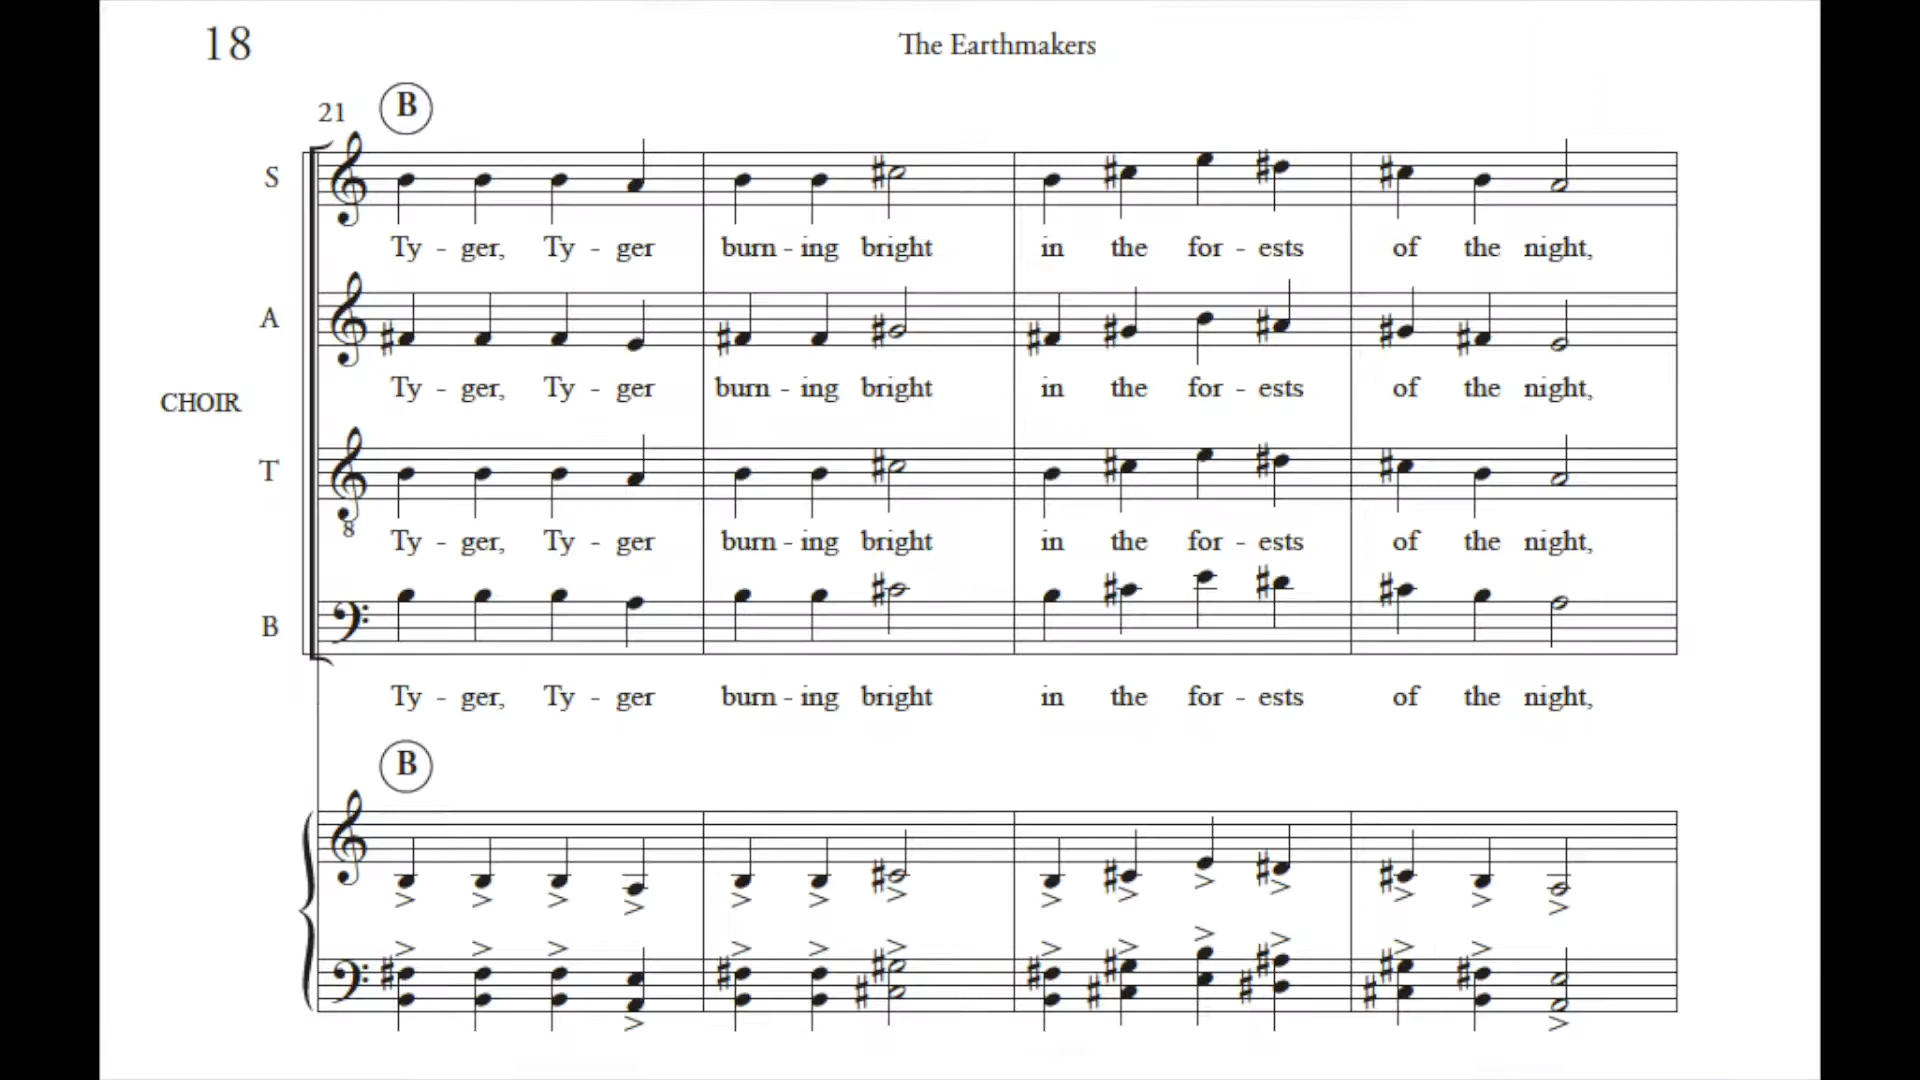 18
The Earthmakers
21 B
S
Ty - ger, Ty - ger burn - ing bright in the for - ests of the night,
A
Ty - ger, Ty - ger burn - ing bright in the for - ests of the night,
CHOIR
T
8
Ty - ger, Ty - ger burn - ing bright in the for - ests of the night,
B
Ty - ger, Ty - ger burn - ing bright in the for - ests of the night,
B